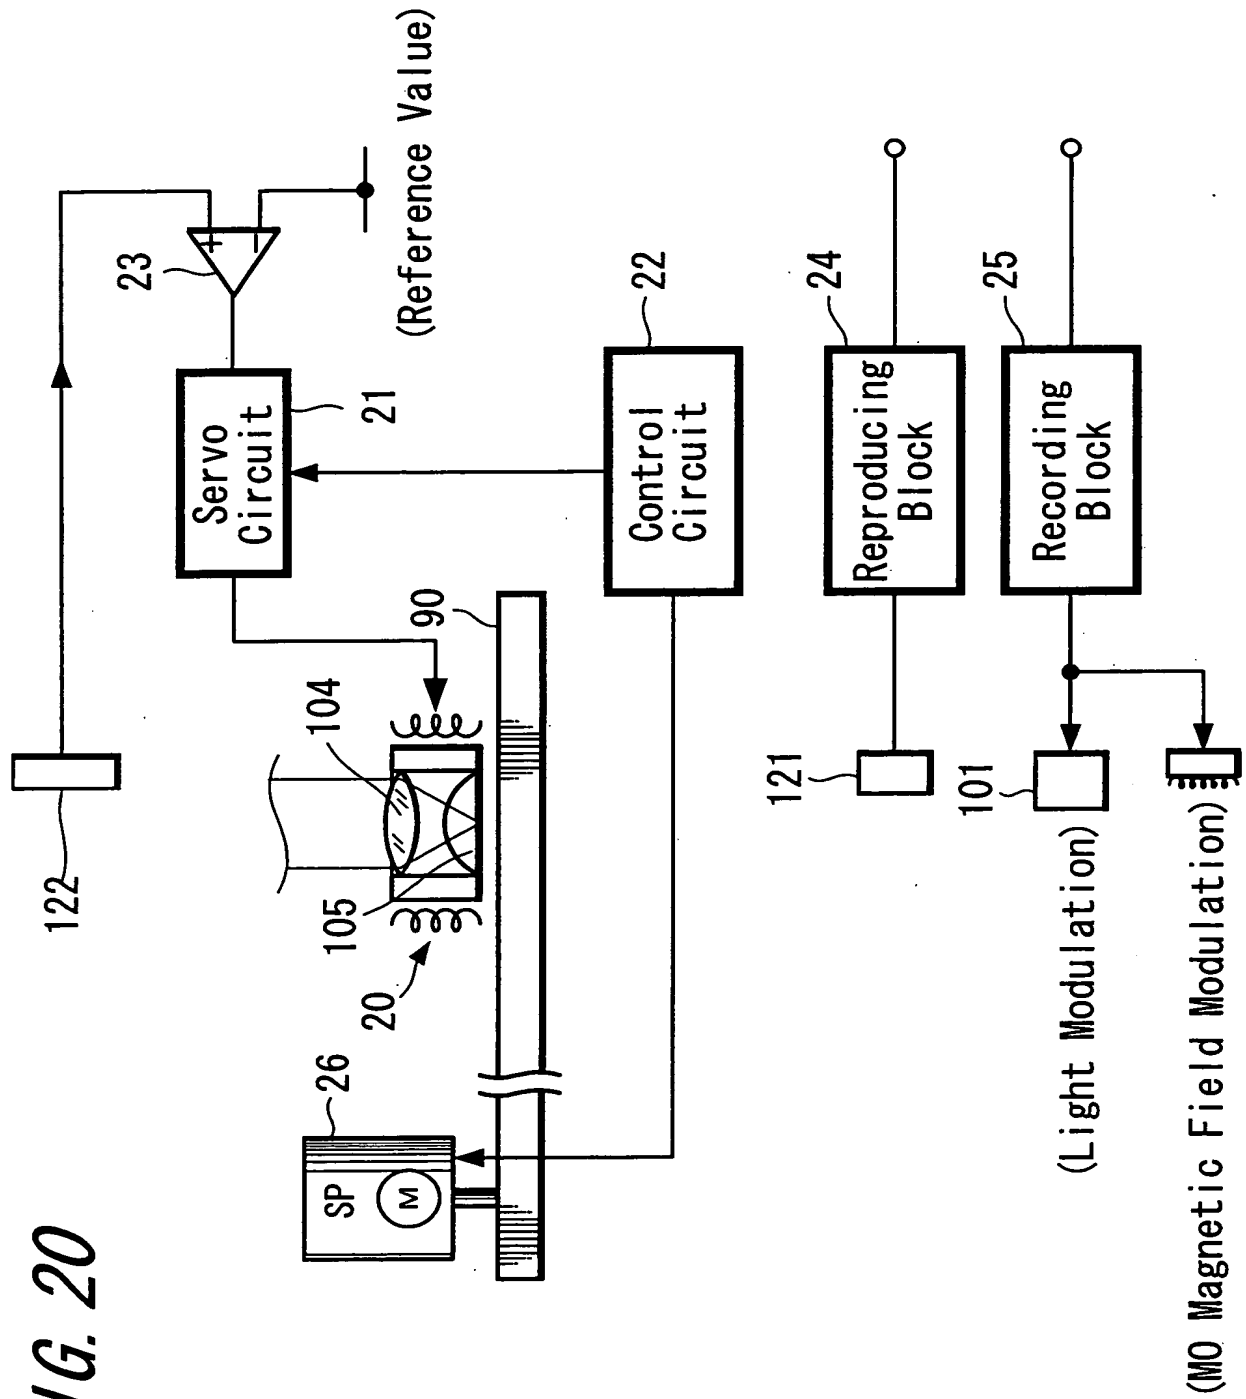 IG. 20
122
23
(Reference Value)
+
−
Servo
Circuit
21
104
105
20
90
SP
M
26
Control
Circuit
22
Reproducing
Block
24
121
Recording
Block
25
101
(Light Modulation)
(MO Magnetic Field Modulation)